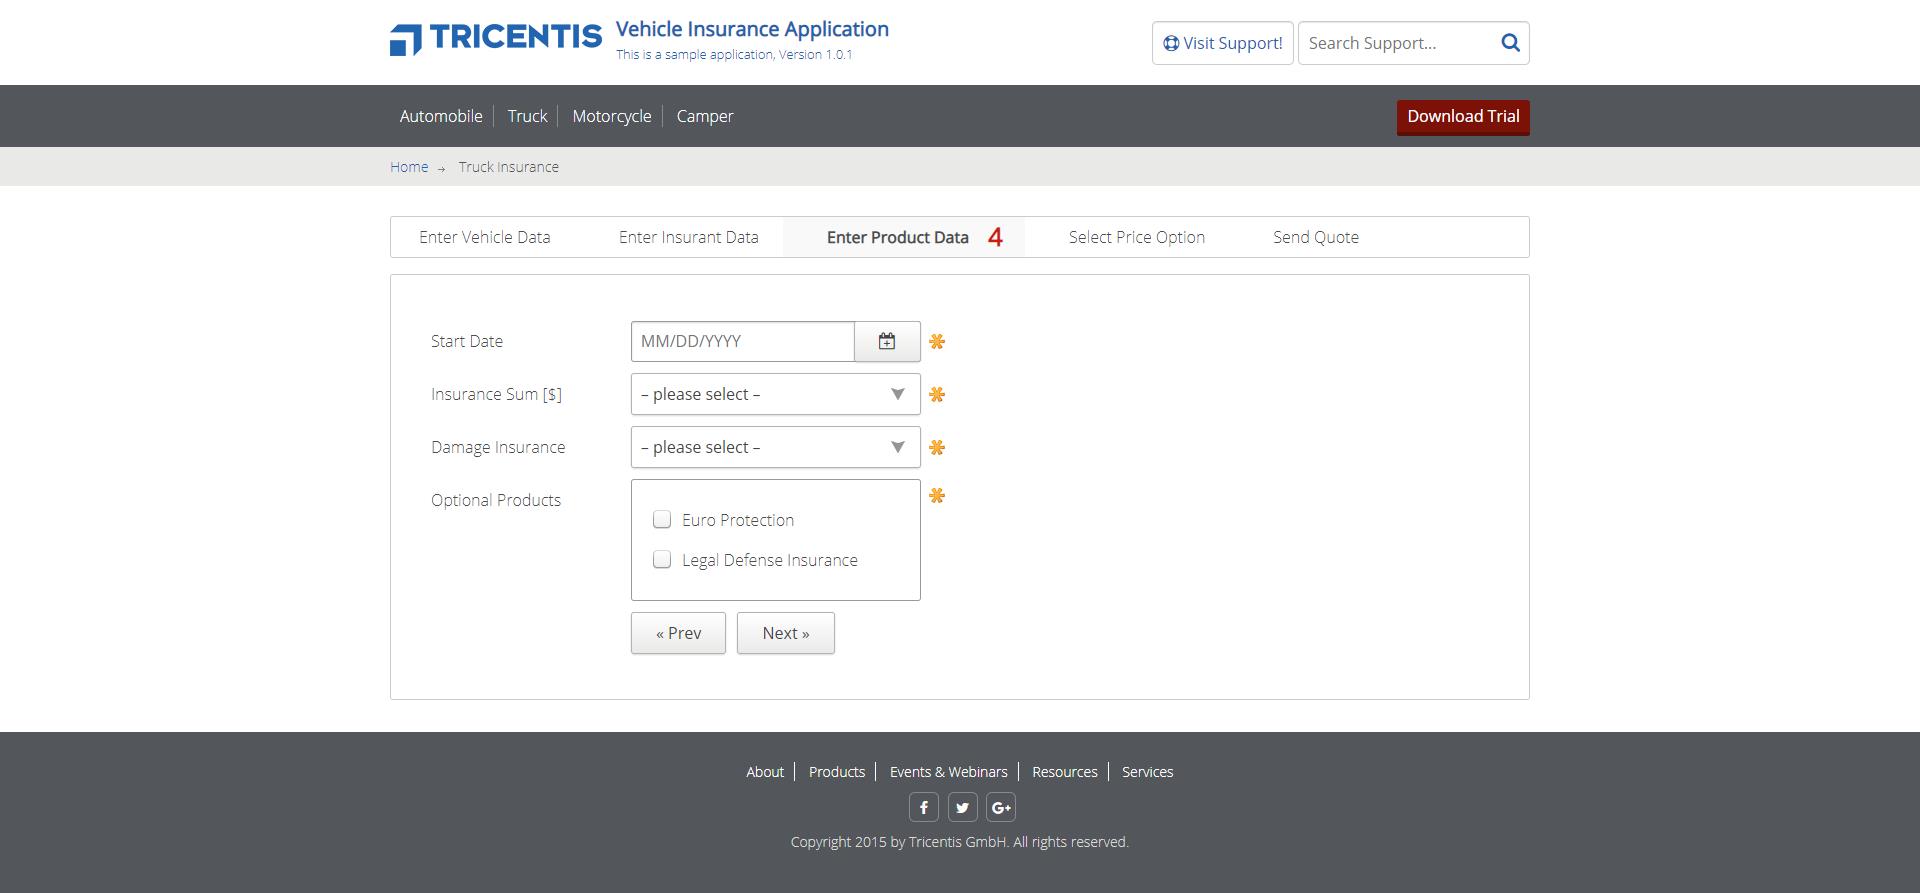 TRICENTIS
Vehicle Insurance Application
This is a sample application, Version 1.0.1
Visit Support!
Search Support...
Automobile
Truck
Motorcycle
Camper
Download Trial
Home → Truck Insurance
Enter Vehicle Data
Enter Insurant Data
Enter Product Data 4
Select Price Option
Send Quote
Start Date
MM/DD/YYYY
Insurance Sum [$]
– please select –
Damage Insurance
– please select –
Optional Products
Euro Protection
Legal Defense Insurance
« Prev
Next »
About
Products
Events & Webinars
Resources
Services
f
G+
Copyright 2015 by Tricentis GmbH. All rights reserved.